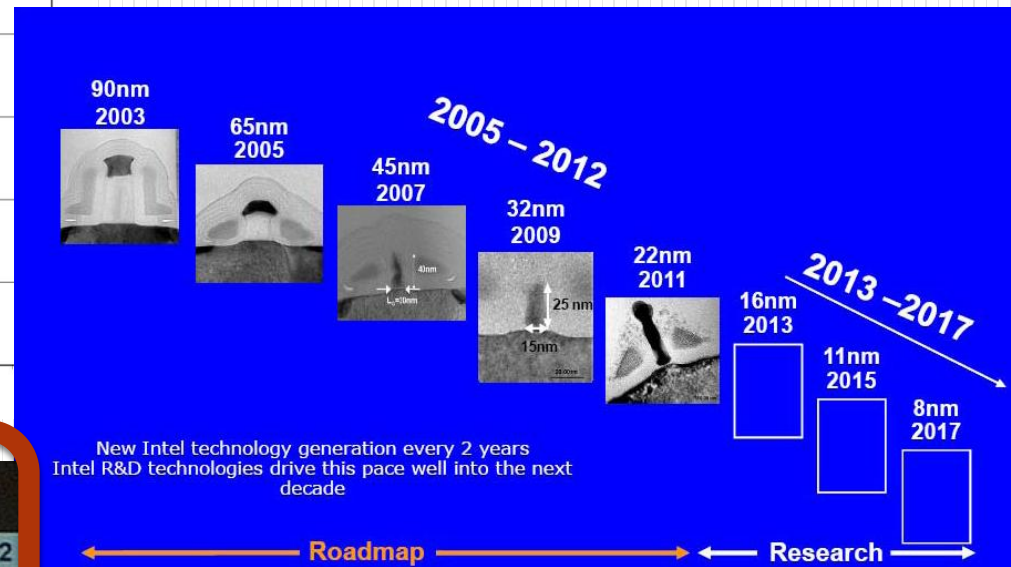 90nm
2003
65nm
2005
2005 – 2012
45nm
2007
40nm
32nm
2009
25 nm
15nm
22nm
2011
2013 –2017
16nm
2013
11nm
2015
8nm
2017
New Intel technology generation every 2 years
Intel R&D technologies drive this pace well into the next
decade
Roadmap
Research
2